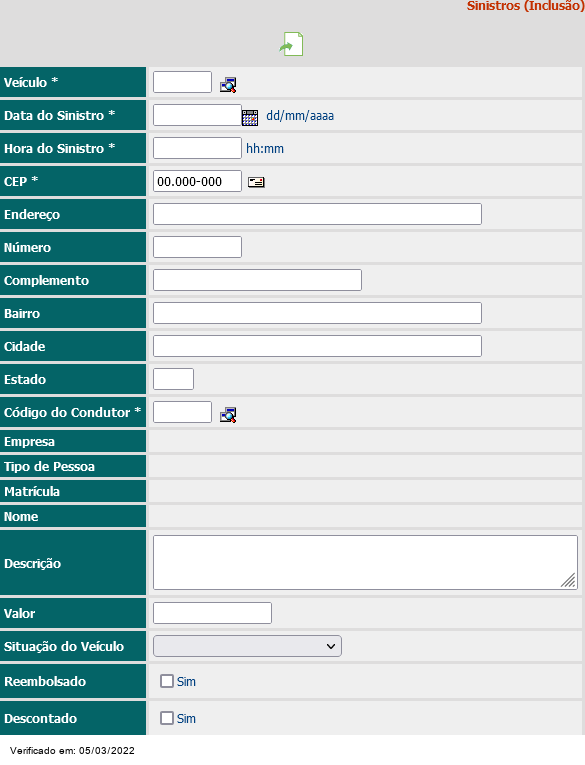 Sinistros (Inclusão)
Veículo *
Data do Sinistro * dd/mm/aaaa
Hora do Sinistro * hh:mm
CEP * 00.000-000
Endereço
Número
Complemento
Bairro
Cidade
Estado
Código do Condutor *
Empresa
Tipo de Pessoa
Matrícula
Nome
Descrição
Valor
Situação do Veículo
Reembolsado Sim
Descontado Sim
Verificado em: 05/03/2022